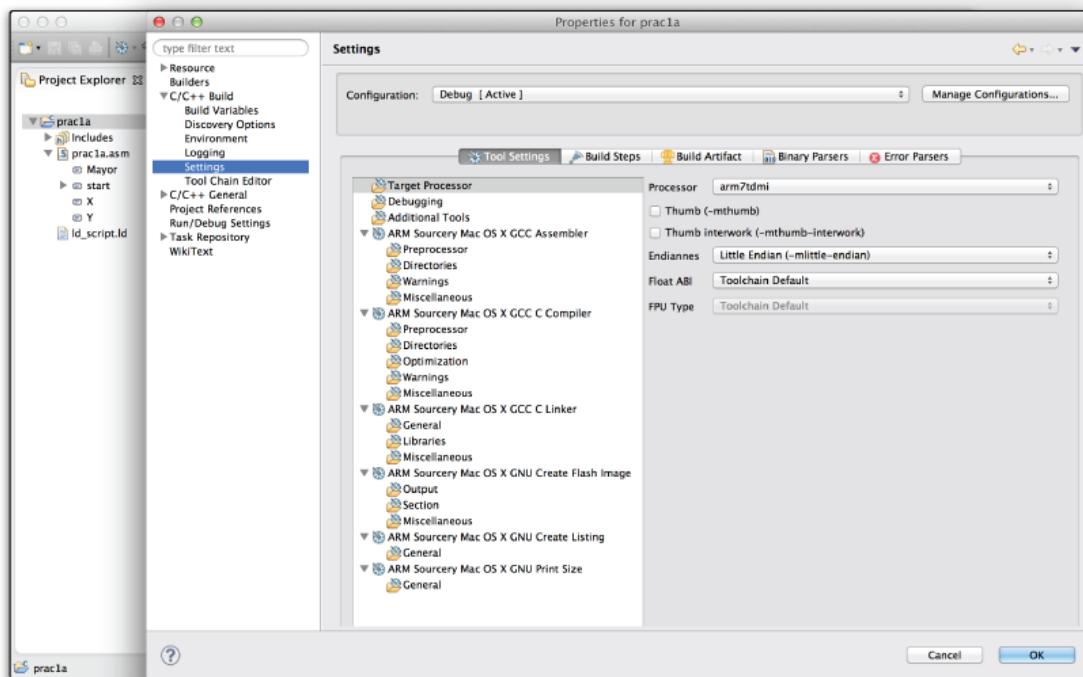 Properties for prac1a
Project Explorer
prac1a
Includes
prac1a.asm
Mayor
start
X
Y
ld_script.ld
prac1a
type filter text
Resource
Builders
C/C++ Build
Build Variables
Discovery Options
Environment
Logging
Settings
Tool Chain Editor
C/C++ General
Project References
Run/Debug Settings
Task Repository
WikiText
Settings
Configuration: Debug [ Active ] Manage Configurations...
Tool Settings Build Steps Build Artifact Binary Parsers Error Parsers
Target Processor
Debugging
Additional Tools
ARM Sourcery Mac OS X GCC Assembler
Preprocessor
Directories
Warnings
Miscellaneous
ARM Sourcery Mac OS X GCC C Compiler
Preprocessor
Directories
Optimization
Warnings
Miscellaneous
ARM Sourcery Mac OS X GCC C Linker
General
Libraries
Miscellaneous
ARM Sourcery Mac OS X GNU Create Flash Image
Output
Section
Miscellaneous
ARM Sourcery Mac OS X GNU Create Listing
General
ARM Sourcery Mac OS X GNU Print Size
General
Processor arm7tdmi
Thumb (-mthumb)
Thumb interwork (-mthumb-interwork)
Endiannes Little Endian (-mlittle-endian)
Float ABI Toolchain Default
FPU Type Toolchain Default
? Cancel OK